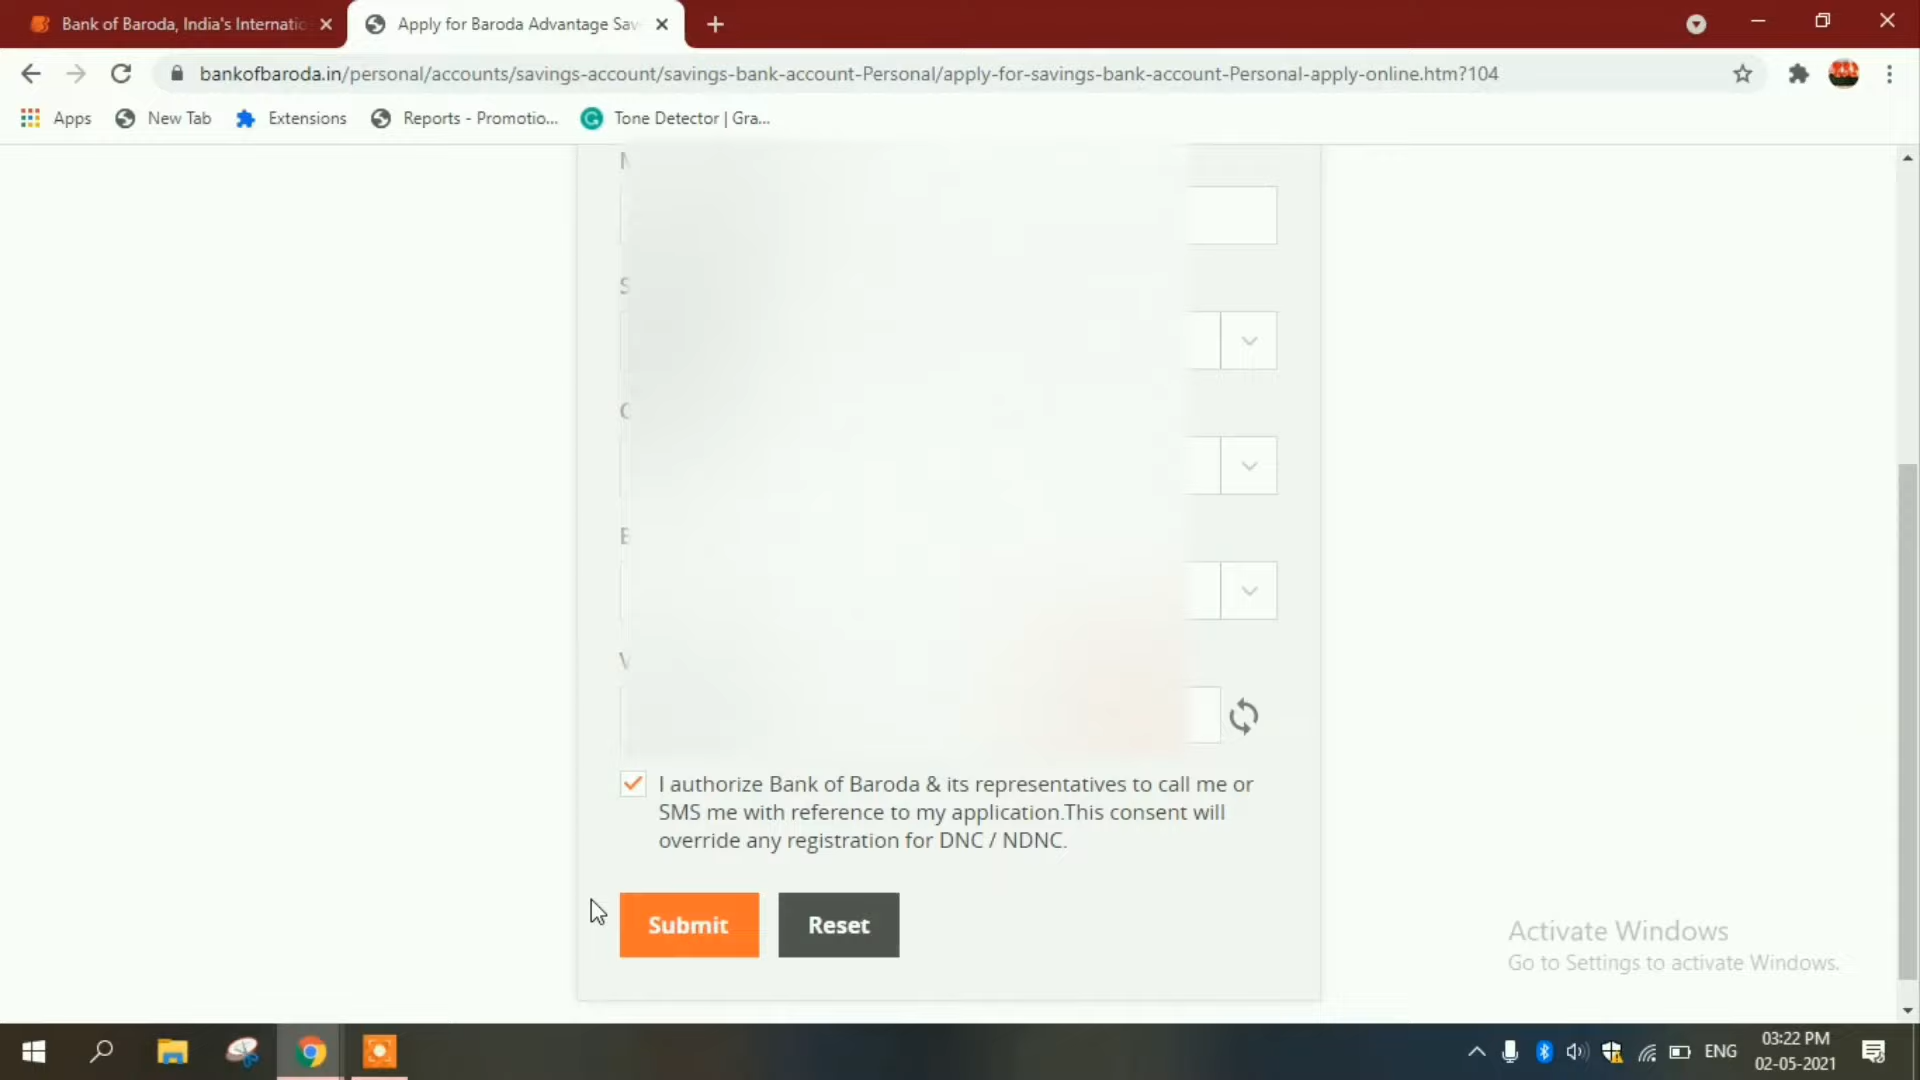 Bank of Baroda, India's Internatio
Apply for Baroda Advantage Sav
bankofbaroda.in/personal/accounts/savings-account/savings-bank-account-Personal/apply-for-savings-bank-account-Personal-apply-online.htm?104
Apps
New Tab
Extensions
Reports - Promotio...
Tone Detector | Gra...
I authorize Bank of Baroda & its representatives to call me or
SMS me with reference to my application.This consent will
override any registration for DNC / NDNC.
Submit
Reset
Activate Windows
Go to Settings to activate Windows.
ENG
03:22 PM
02-05-2021